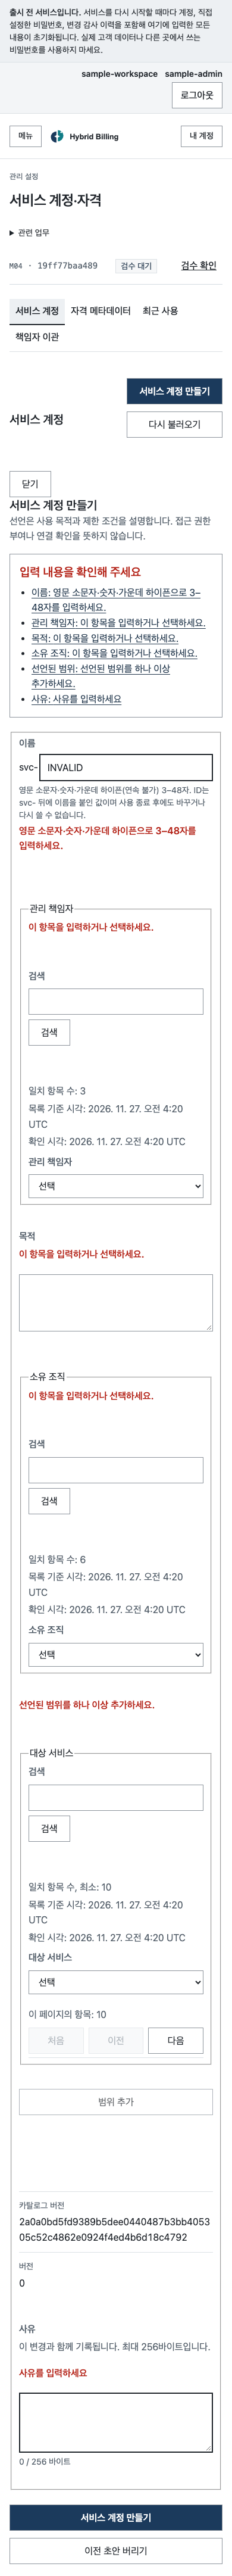 출시 전 서비스입니다. 서비스를 다시 시작할 때마다 계정, 직접
설정한 비밀번호, 변경 감사 이력을 포함해 여기에 입력한 모든
내용이 초기화됩니다. 실제 고객 데이터나 다른 곳에서 쓰는
비밀번호를 사용하지 마세요.
sample-workspace sample-admin
로그아웃
메뉴 Hybrid Billing 내 계정
관리 설정
서비스 계정·자격
▶ 관련 업무
M04 · 19ff77baa489 검수 대기 검수 확인
서비스 계정 자격 메타데이터 최근 사용
책임자 이관
서비스 계정 만들기
서비스 계정 다시 불러오기
닫기
서비스 계정 만들기
선언은 사용 목적과 제한 조건을 설명합니다. 접근 권한
부여나 연결 확인을 뜻하지 않습니다.
입력 내용을 확인해 주세요
• 이름: 영문 소문자·숫자·가운데 하이픈으로 3–
48자를 입력하세요.
• 관리 책임자: 이 항목을 입력하거나 선택하세요.
• 목적: 이 항목을 입력하거나 선택하세요.
• 소유 조직: 이 항목을 입력하거나 선택하세요.
• 선언된 범위: 선언된 범위를 하나 이상
추가하세요.
• 사유: 사유를 입력하세요
이름
svc- INVALID
영문 소문자·숫자·가운데 하이픈(연속 불가) 3–48자. ID는
svc- 뒤에 이름을 붙인 값이며 사용 종료 후에도 바꾸거나
다시 쓸 수 없습니다.
영문 소문자·숫자·가운데 하이픈으로 3–48자를
입력하세요.
관리 책임자
이 항목을 입력하거나 선택하세요.
검색
검색
일치 항목 수: 3
목록 기준 시각: 2026. 11. 27. 오전 4:20
UTC
확인 시각: 2026. 11. 27. 오전 4:20 UTC
관리 책임자
선택
목적
이 항목을 입력하거나 선택하세요.
소유 조직
이 항목을 입력하거나 선택하세요.
검색
검색
일치 항목 수: 6
목록 기준 시각: 2026. 11. 27. 오전 4:20
UTC
확인 시각: 2026. 11. 27. 오전 4:20 UTC
소유 조직
선택
선언된 범위를 하나 이상 추가하세요.
대상 서비스
검색
검색
일치 항목 수, 최소: 10
목록 기준 시각: 2026. 11. 27. 오전 4:20
UTC
확인 시각: 2026. 11. 27. 오전 4:20 UTC
대상 서비스
선택
이 페이지의 항목: 10
처음 이전 다음
범위 추가
카탈로그 버전
2a0a0bd5fd9389b5dee0440487b3bb4053
05c52c4862e0924f4ed4b6d18c4792
버전
0
사유
이 변경과 함께 기록됩니다. 최대 256바이트입니다.
사유를 입력하세요
0 / 256 바이트
서비스 계정 만들기
이전 초안 버리기